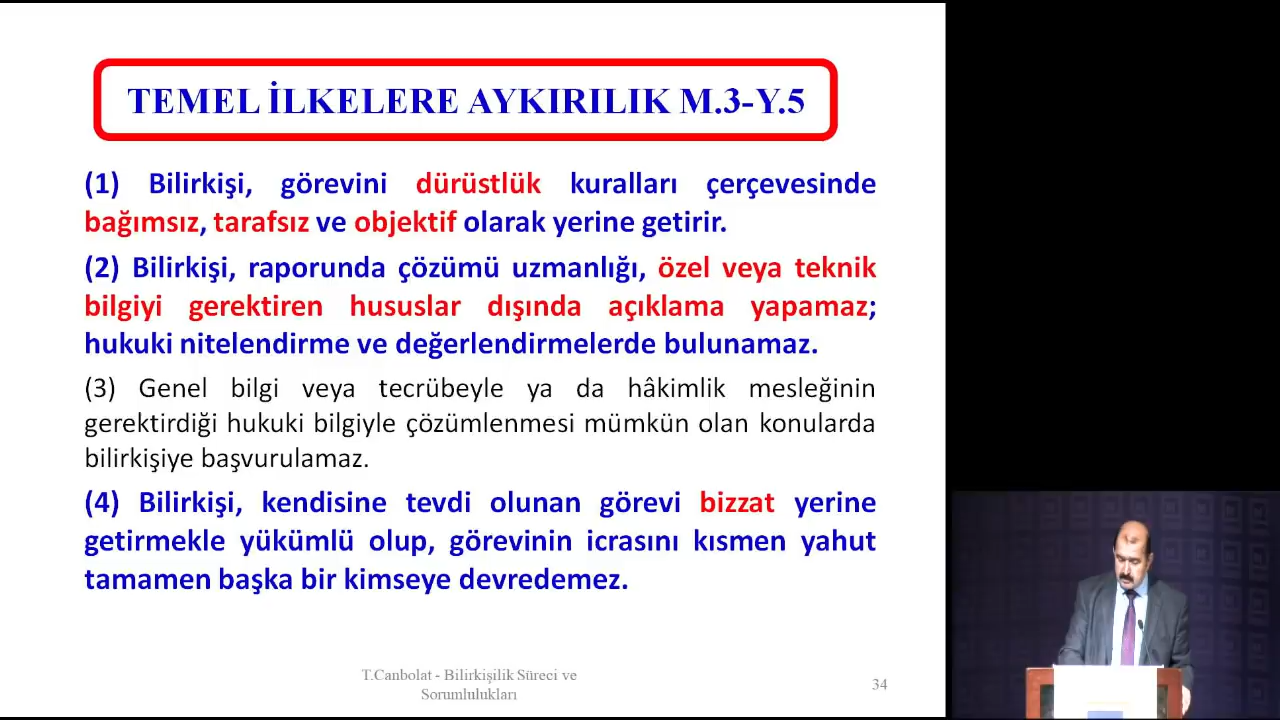 TEMEL İLKELERE AYKIRILIK M.3-Y.5
(1) Bilirkişi, görevini dürüstlük kuralları çerçevesinde
bağımsız, tarafsız ve objektif olarak yerine getirir.
(2) Bilirkişi, raporunda çözümü uzmanlığı, özel veya teknik
bilgiyi gerektiren hususlar dışında açıklama yapamaz;
hukuki nitelendirme ve değerlendirmelerde bulunamaz.
(3) Genel bilgi veya tecrübeyle ya da hâkimlik mesleğinin
gerektirdiği hukuki bilgiyle çözümlenmesi mümkün olan konularda
bilirkişiye başvurulamaz.
(4) Bilirkişi, kendisine tevdi olunan görevi bizzat yerine
getirmekle yükümlü olup, görevinin icrasını kısmen yahut
tamamen başka bir kimseye devredemez.
T.Canbolat - Bilirkişilik Süreci ve
Sorumlulukları
34